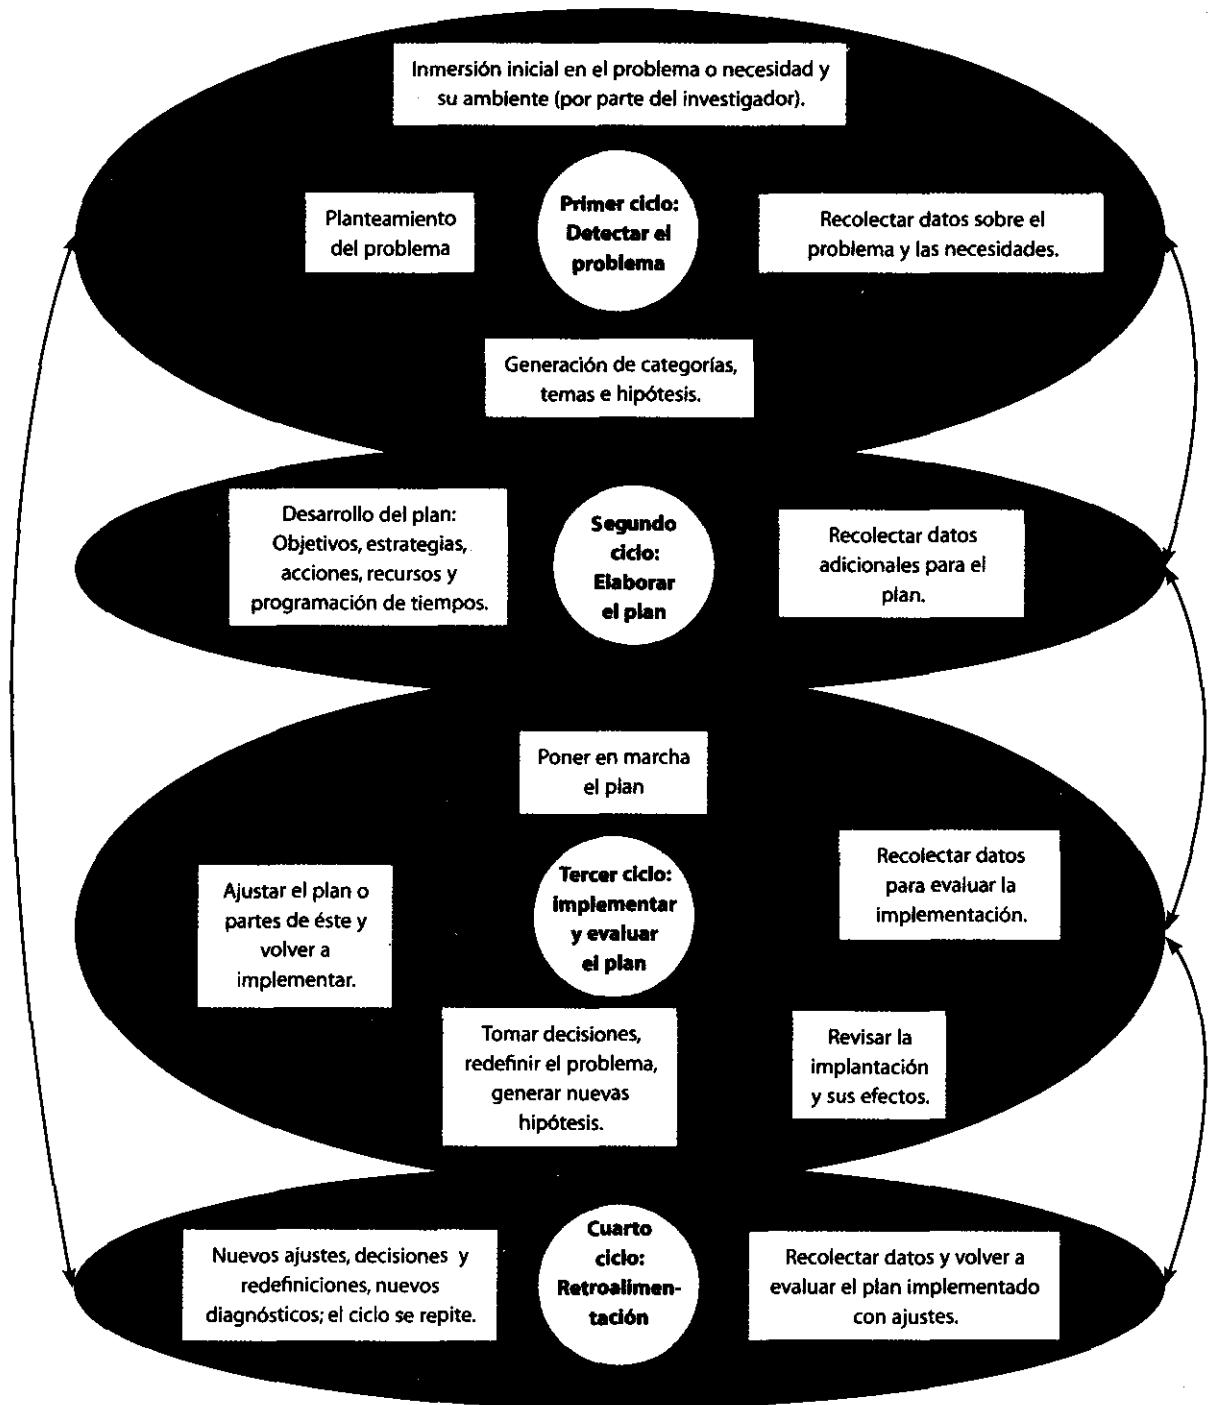 Inmersión inicial en el problema o necesidad y
su ambiente (por parte del investigador).
Planteamiento
del problema
Primer ciclo:
Detectar el
problema
Recolectar datos sobre el
problema y las necesidades.
Generación de categorías,
temas e hipótesis.
Desarrollo del plan:
Objetivos, estrategias,
acciones, recursos y
programación de tiempos.
Segundo
ciclo:
Elaborar
el plan
Recolectar datos
adicionales para el
plan.
Poner en marcha
el plan
Ajustar el plan o
partes de éste y
volver a
implementar.
Tercer ciclo:
implementar
y evaluar
el plan
Recolectar datos
para evaluar la
implementación.
Tomar decisiones,
redefinir el problema,
generar nuevas
hipótesis.
Revisar la
implantación
y sus efectos.
Nuevos ajustes, decisiones y
redefiniciones, nuevos
diagnósticos; el ciclo se repite.
Cuarto
ciclo:
Retroalimen-
tación
Recolectar datos y volver a
evaluar el plan implementado
con ajustes.